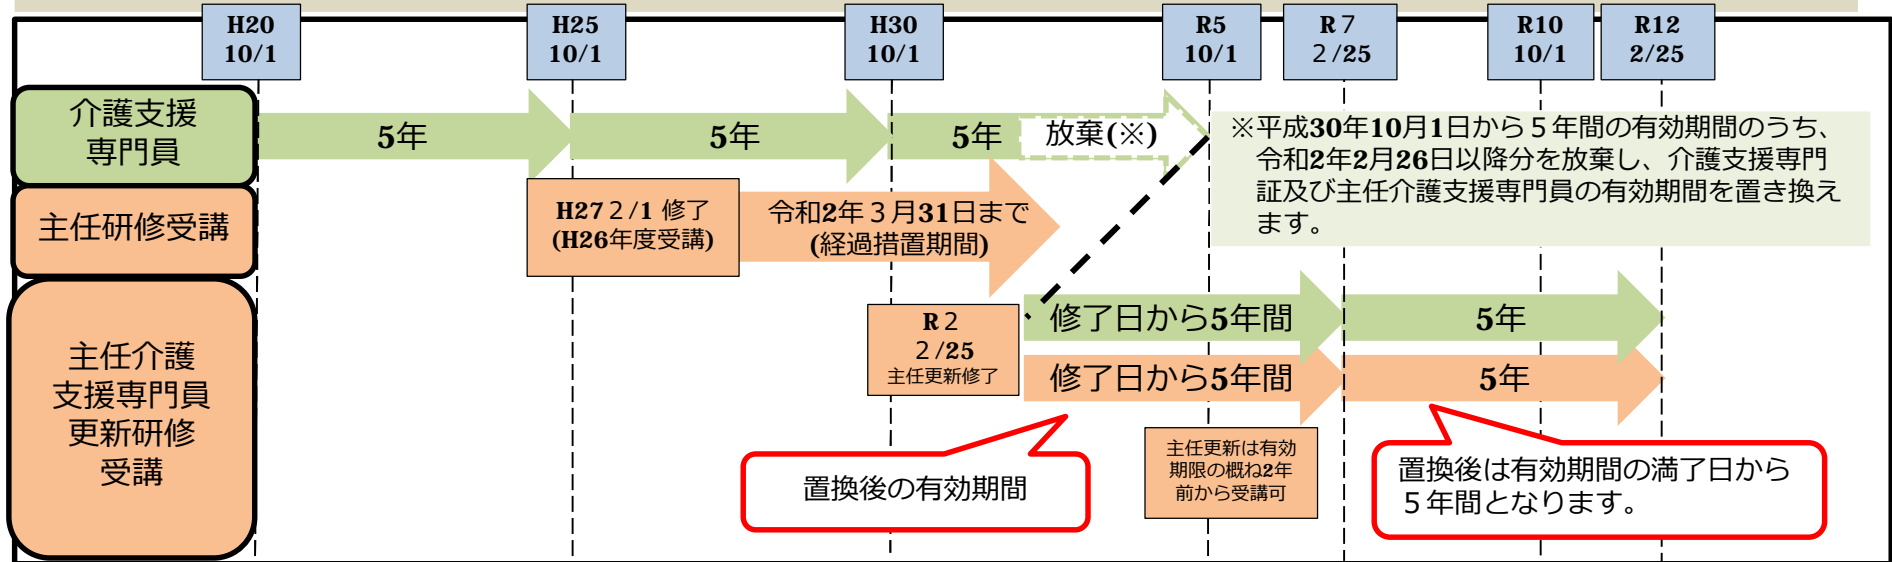 H20
10/1
H25
10/1
H30
10/1
R5
10/1
R７
２/25
R10
10/1
R12
2/25
介護支援
専門員
5年
5年
5年
放棄(※)
※平成30年10月1日から５年間の有効期間のうち、
令和2年2月26日以降分を放棄し、介護支援専門
証及び主任介護支援専門員の有効期間を置き換え
ます。
主任研修受講
H27２/1 修了
(H26年度受講)
令和2年３月31日まで
(経過措置期間)
主任介護
支援専門員
更新研修
受講
R２
２/25
主任更新修了
修了日から5年間
5年
修了日から5年間
5年
置換後の有効期間
主任更新は有効
期限の概ね2年
前から受講可
置換後は有効期間の満了日から
５年間となります。